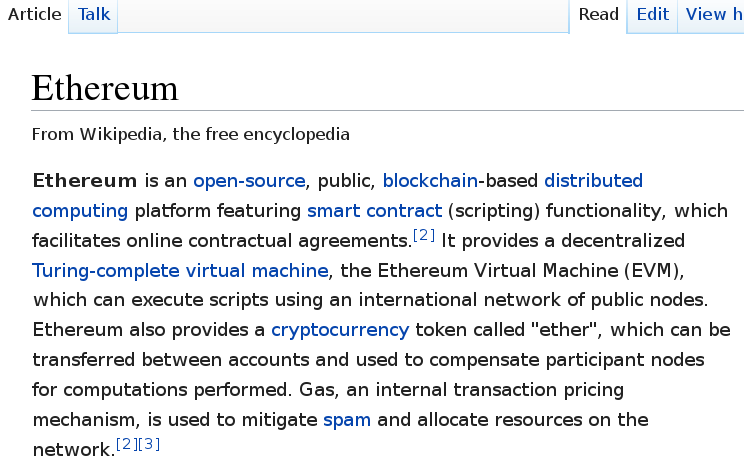 Article Talk Read Edit View h
Ethereum
From Wikipedia, the free encyclopedia
Ethereum is an open-source, public, blockchain-based distributed
computing platform featuring smart contract (scripting) functionality, which
facilitates online contractual agreements.[2] It provides a decentralized
Turing-complete virtual machine, the Ethereum Virtual Machine (EVM),
which can execute scripts using an international network of public nodes.
Ethereum also provides a cryptocurrency token called "ether", which can be
transferred between accounts and used to compensate participant nodes
for computations performed. Gas, an internal transaction pricing
mechanism, is used to mitigate spam and allocate resources on the
network.[2][3]